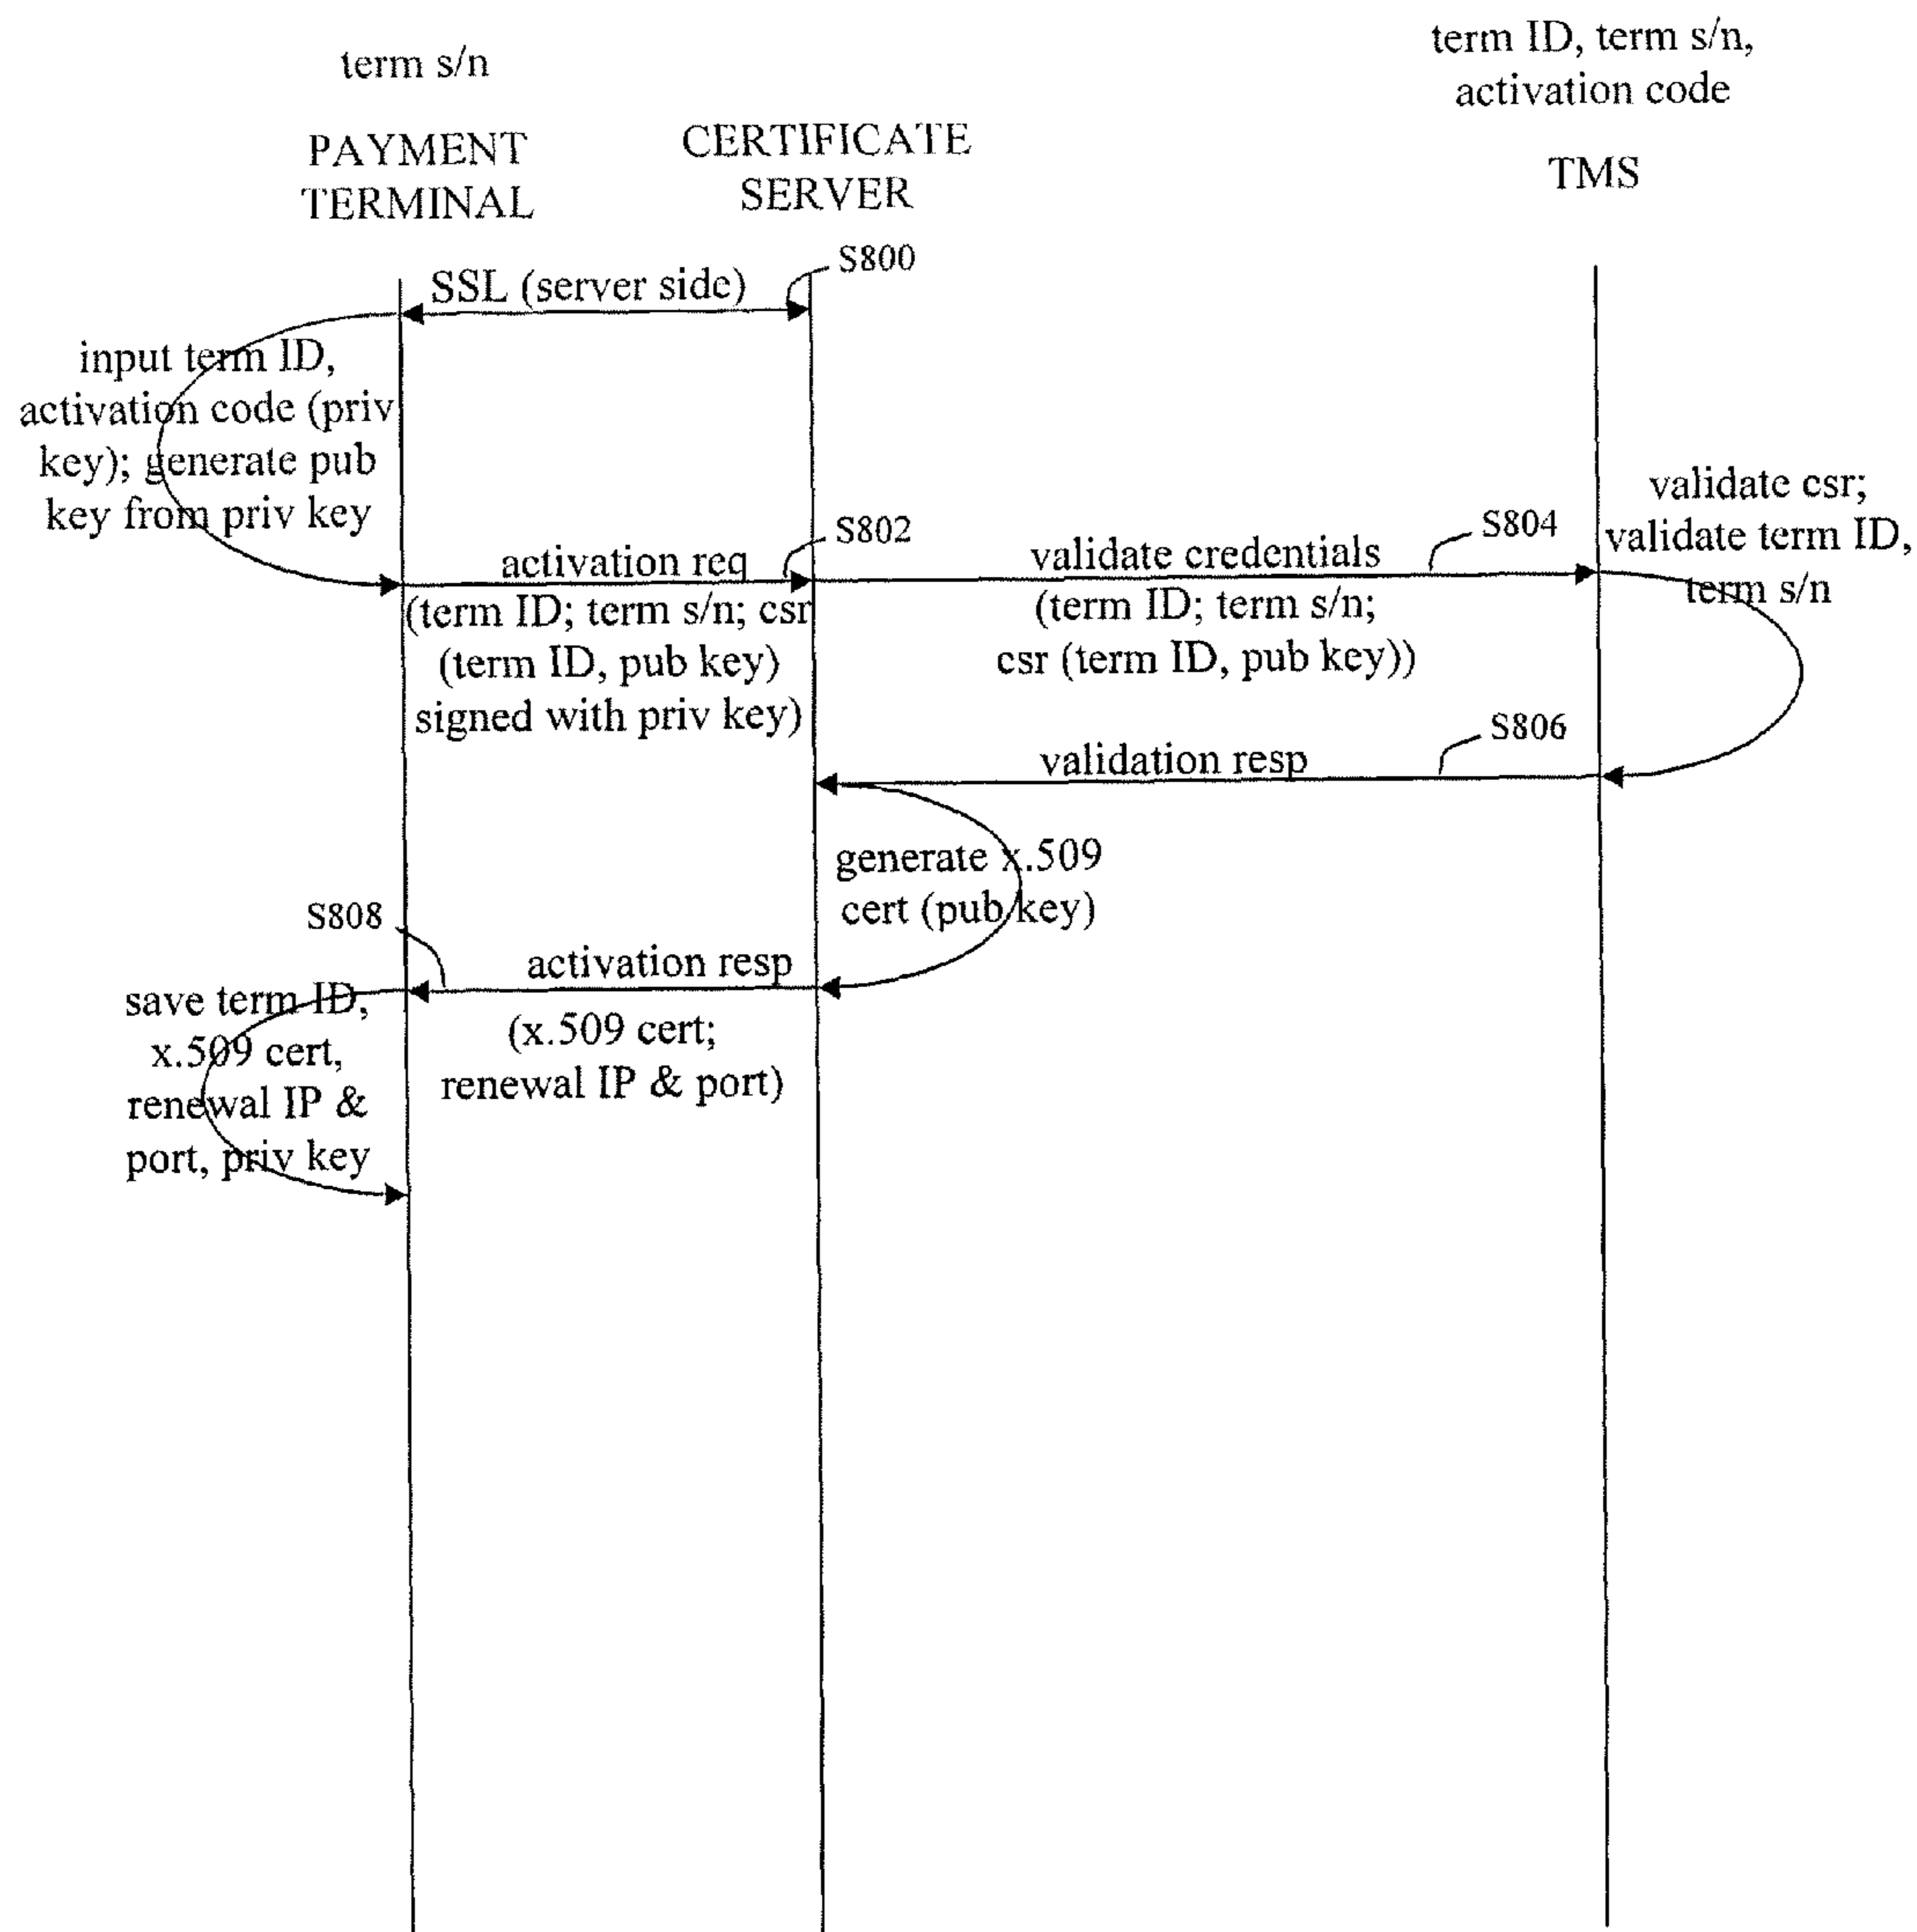 term s/n
term ID, term s/n,
activation code
PAYMENT
TERMINAL
CERTIFICATE
SERVER
TMS
S800
SSL (server side)
input term ID,
activation code (priv
key); generate pub
key from priv key
S802
activation req
(term ID; term s/n; csr
(term ID, pub key)
signed with priv key)
S804
validate credentials
(term ID; term s/n;
csr (term ID, pub key))
validate csr;
validate term ID,
term s/n
S806
validation resp
generate x.509
cert (pub key)
S808
activation resp
(x.509 cert;
renewal IP & port)
save term ID,
x.509 cert,
renewal IP &
port, priv key